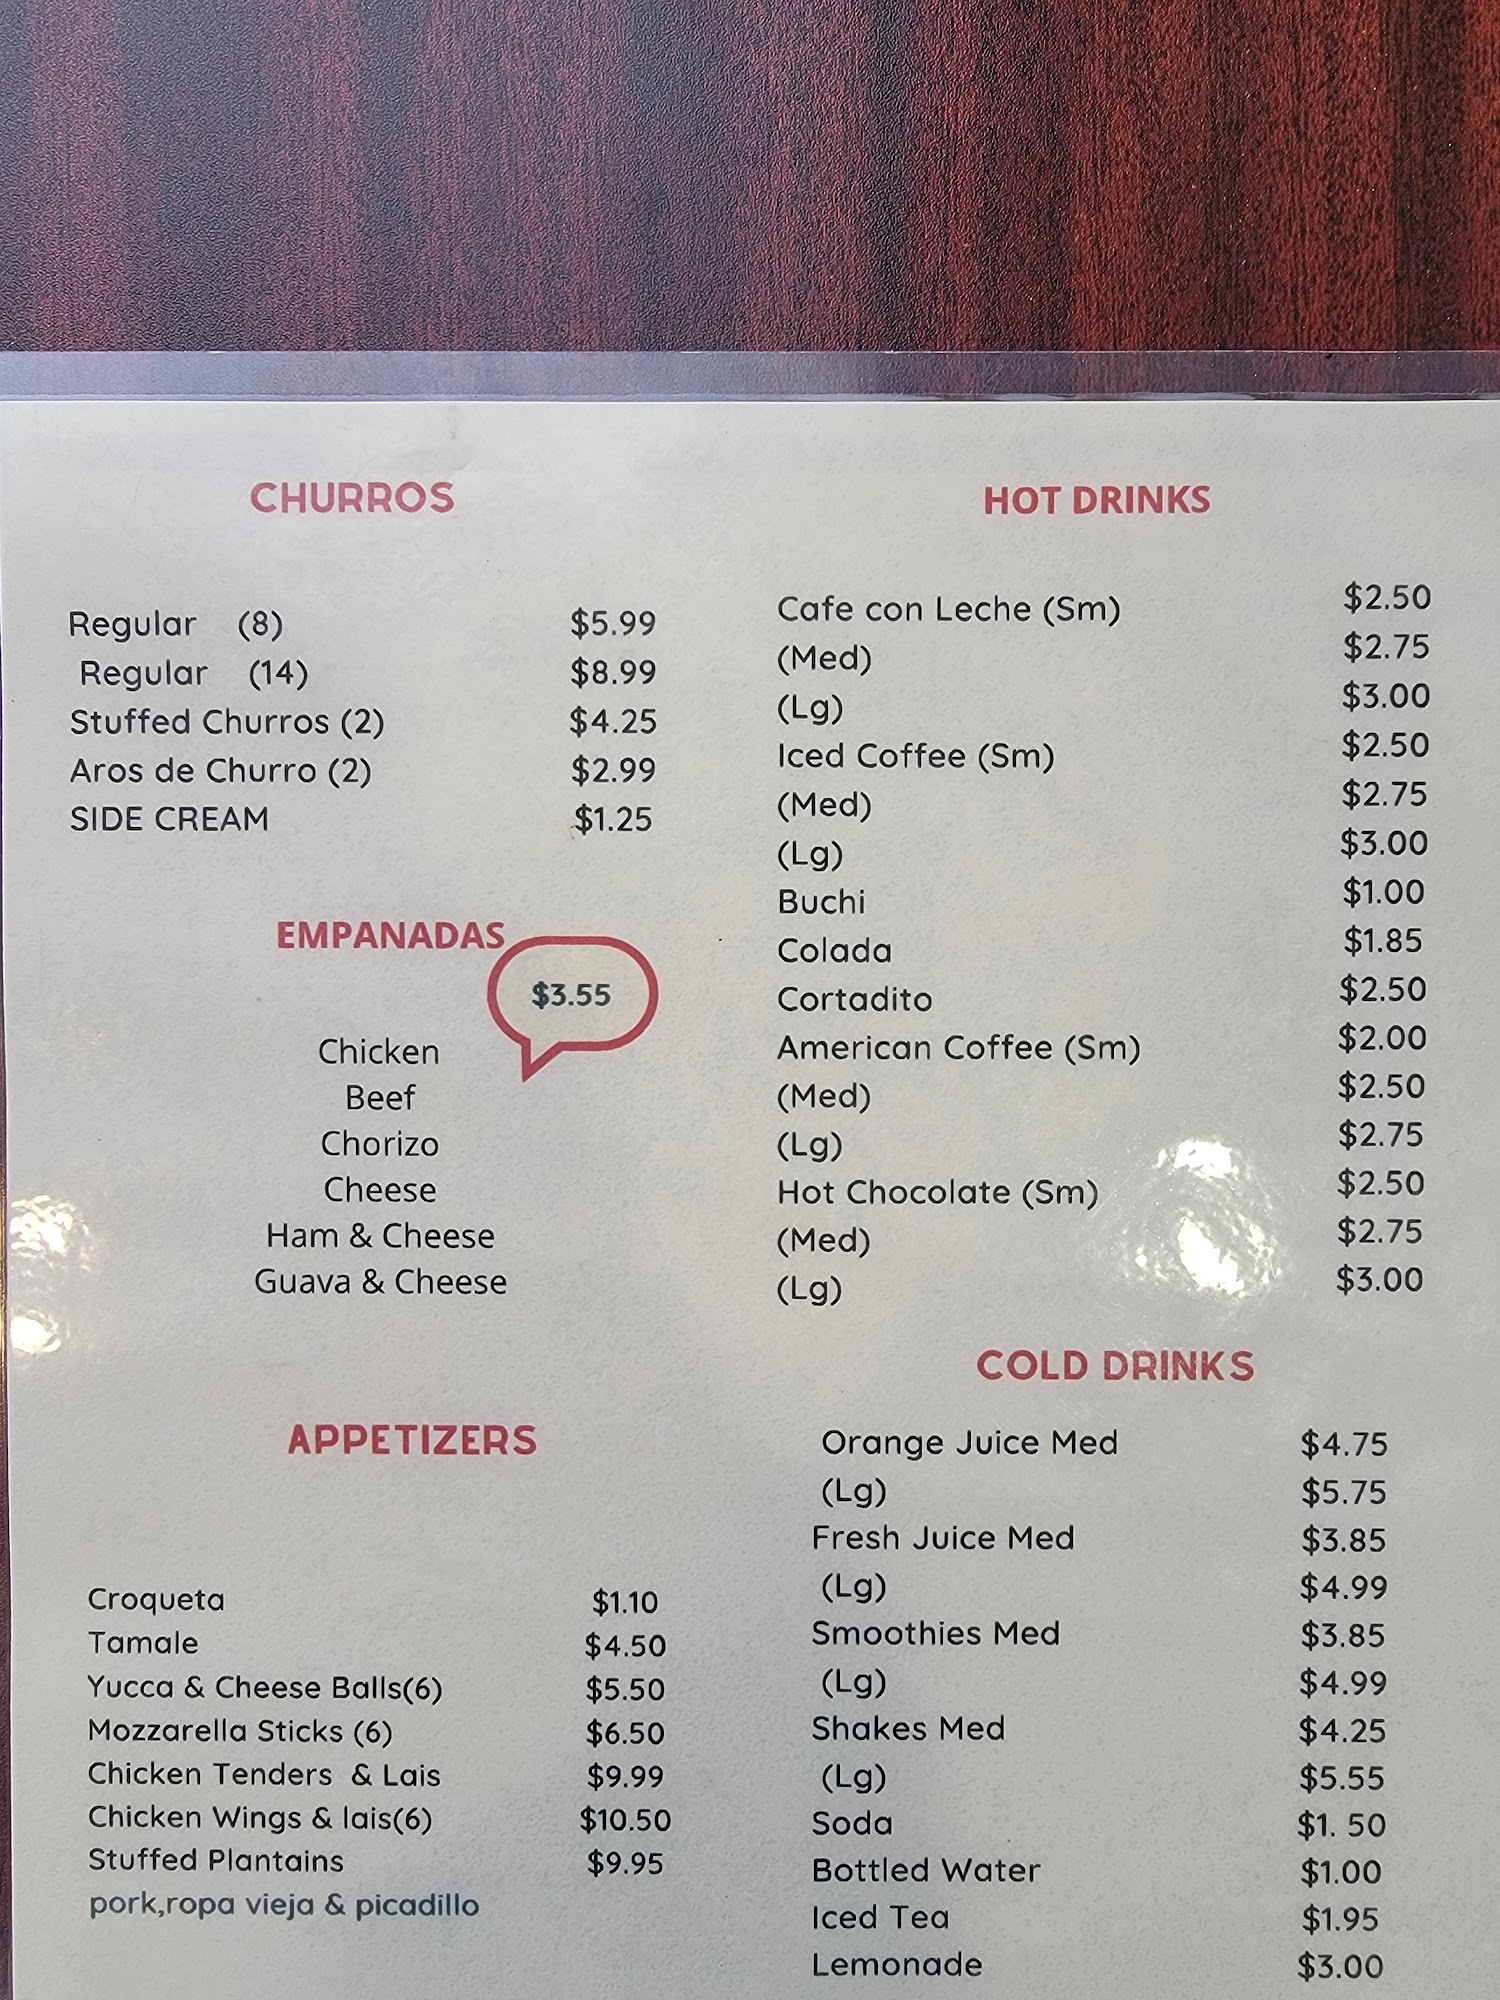 CHURROS
Regular (8) $5.99
Regular (14) $8.99
Stuffed Churros (2) $4.25
Aros de Churro (2) $2.99
SIDE CREAM $1.25
EMPANADAS
$3.55
Chicken
Beef
Chorizo
Cheese
Ham & Cheese
Guava & Cheese
APPETIZERS
Croqueta $1.10
Tamale $4.50
Yucca & Cheese Balls(6) $5.50
Mozzarella Sticks (6) $6.50
Chicken Tenders & Lais $9.99
Chicken Wings & lais(6) $10.50
Stuffed Plantains $9.95
pork,ropa vieja & picadillo
HOT DRINKS
Cafe con Leche (Sm) $2.50
(Med) $2.75
(Lg) $3.00
Iced Coffee (Sm) $2.50
(Med) $2.75
(Lg) $3.00
Buchi $1.00
Colada $1.85
Cortadito $2.50
American Coffee (Sm) $2.00
(Med) $2.50
(Lg) $2.75
Hot Chocolate (Sm) $2.50
(Med) $2.75
(Lg) $3.00
COLD DRINKS
Orange Juice Med $4.75
(Lg) $5.75
Fresh Juice Med $3.85
(Lg) $4.99
Smoothies Med $3.85
(Lg) $4.99
Shakes Med $4.25
(Lg) $5.55
Soda $1. 50
Bottled Water $1.00
Iced Tea $1.95
Lemonade $3.00